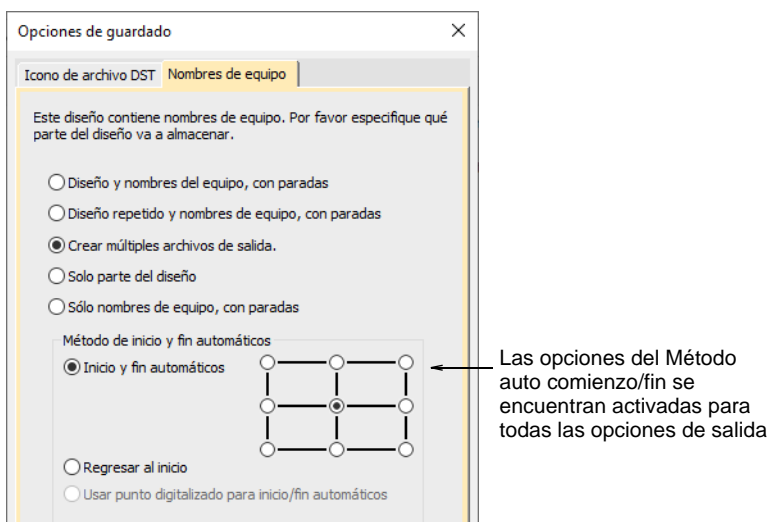 Opciones de guardado
Icono de archivo DST
Nombres de equipo
Este diseño contiene nombres de equipo. Por favor especifique qué
parte del diseño va a almacenar.
Diseño y nombres del equipo, con paradas
Diseño repetido y nombres de equipo, con paradas
Crear múltiples archivos de salida.
Solo parte del diseño
Sólo nombres de equipo, con paradas
Método de inicio y fin automáticos
Inicio y fin automáticos
Regresar al inicio
Usar punto digitalizado para inicio/fin automáticos
Las opciones del Método
auto comienzo/fin se
encuentran activadas para
todas las opciones de salida